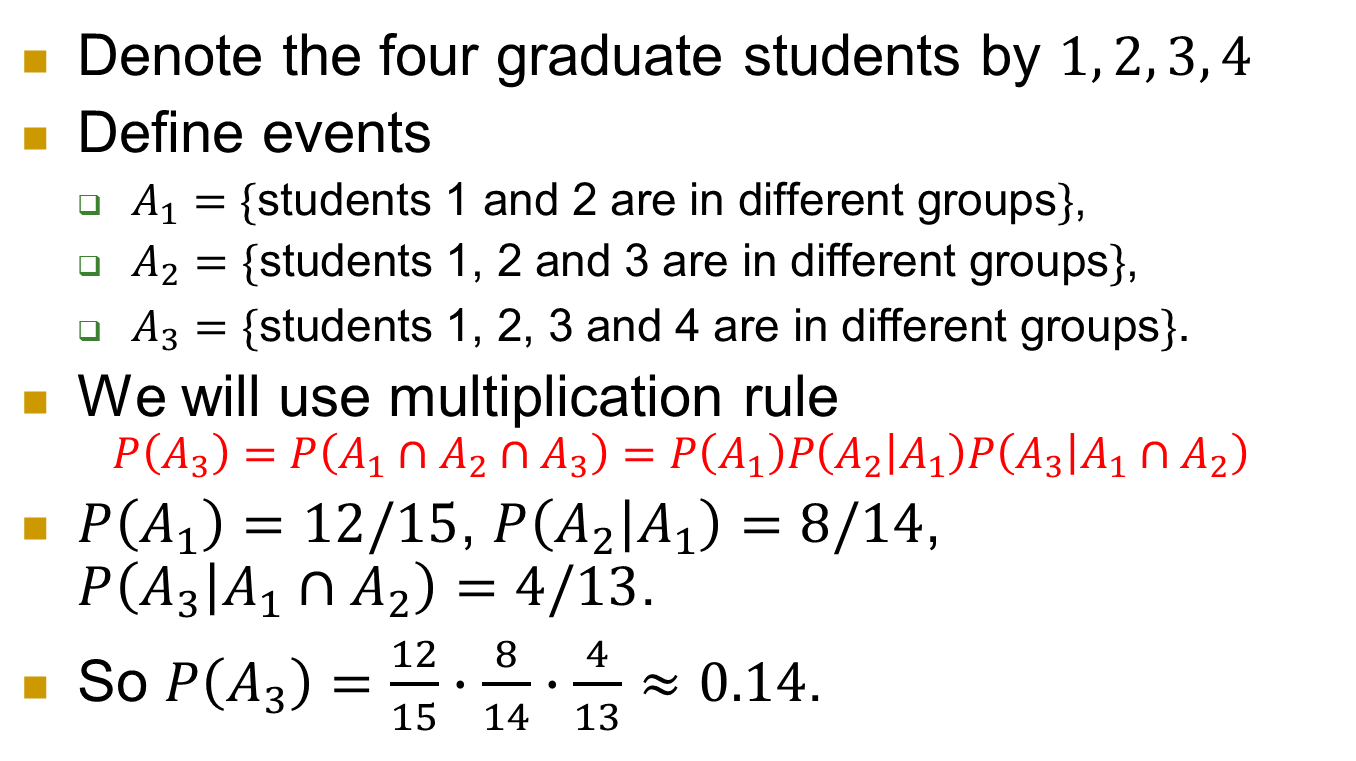 Denote the four graduate students by 1, 2, 3, 4
Define events
A₁ = {students 1 and 2 are in different groups},
A₂ = {students 1, 2 and 3 are in different groups},
A₃ = {students 1, 2, 3 and 4 are in different groups}.
We will use multiplication rule
P(A₃) = P(A₁ ∩ A₂ ∩ A₃) = P(A₁)P(A₂|A₁)P(A₃|A₁ ∩ A₂)
P(A₁) = 12/15, P(A₂|A₁) = 8/14,
P(A₃|A₁ ∩ A₂) = 4/13.
So P(A₃) = 12/15 · 8/14 · 4/13 ≈ 0.14.